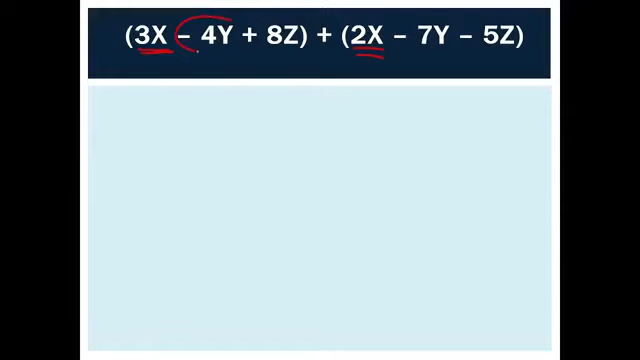 (3X – 4Y + 8Z) + (2X – 7Y – 5Z)